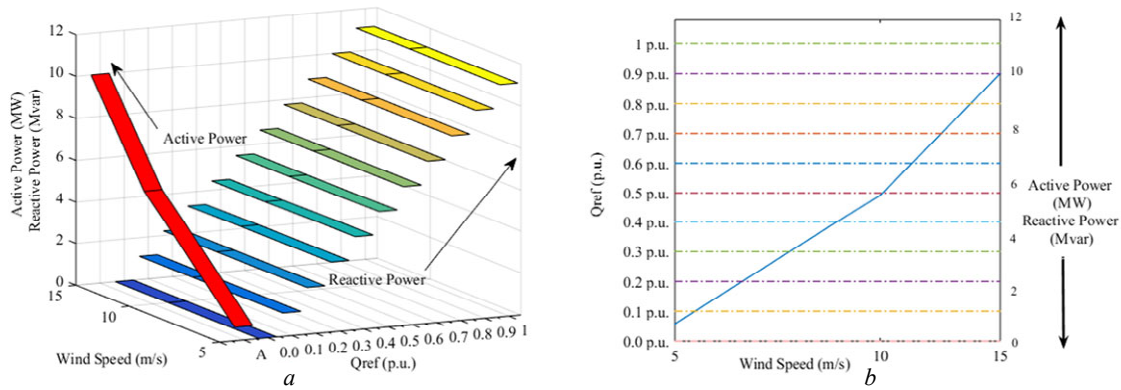 12
10
8
6
4
2
0
Active Power (MW)
Reactive Power (Mvar)
Active Power
Reactive Power
15
10
5
Wind Speed (m/s)
A 0.0 0.1 0.2 0.3 0.4 0.5 0.6 0.7 0.8 0.9 1
Qref (p.u.)
a
b
1 p.u.
0.9 p.u.
0.8 p.u.
0.7 p.u.
0.6 p.u.
0.5 p.u.
0.4 p.u.
0.3 p.u.
0.2 p.u.
0.1 p.u.
0.0 p.u.
Qref (p.u.)
5 10 15
Wind Speed (m/s)
12
10
8
6
4
2
0
Active Power
(MW)
Reactive Power
(Mvar)